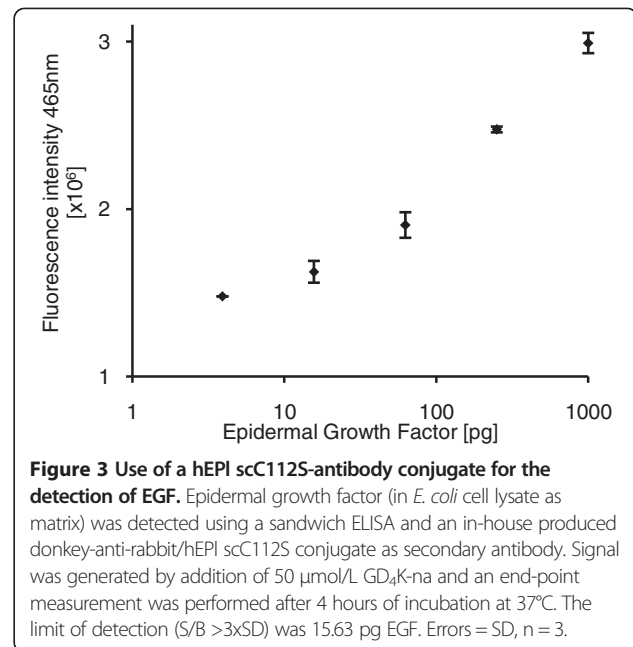 3
2
1
Fluorescence intensity 465nm
[x10⁶]
1 10 100 1000
Epidermal Growth Factor [pg]
Figure 3 Use of a hEPl scC112S-antibody conjugate for the
detection of EGF. Epidermal growth factor (in E. coli cell lysate as
matrix) was detected using a sandwich ELISA and an in-house produced
donkey-anti-rabbit/hEPl scC112S conjugate as secondary antibody. Signal
was generated by addition of 50 μmol/L GD₄K-na and an end-point
measurement was performed after 4 hours of incubation at 37°C. The
limit of detection (S/B >3xSD) was 15.63 pg EGF. Errors = SD, n = 3.